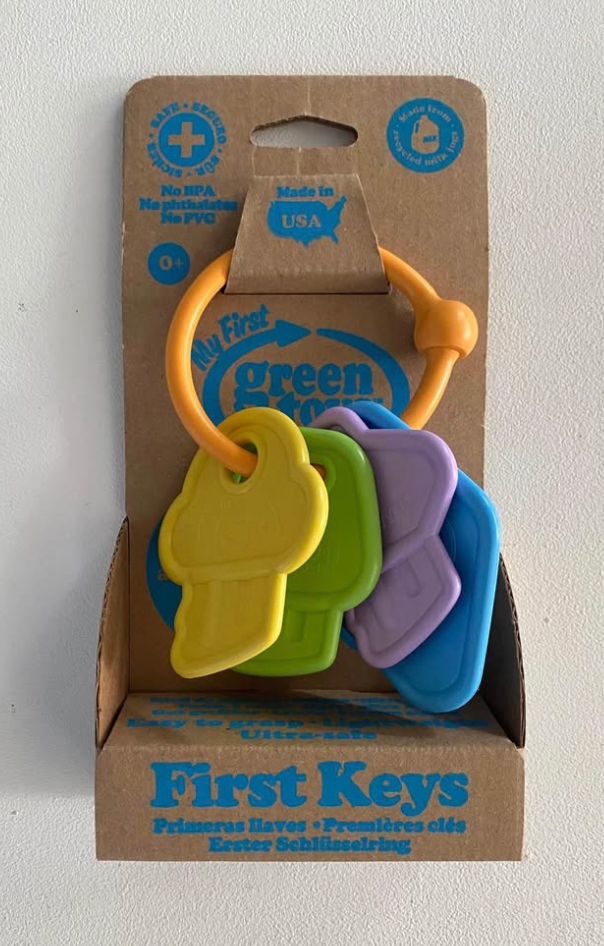 SAFE • SEGURO • SÛR • SICHER •
Made from
recycled milk jugs
No BPA
No phthalates
No PVC
Made in
USA
0+
My First
green
toys
Easy to grasp • Lightweight
Ultra-safe
First Keys
Primeras llaves • Premières clés
Erster Schlüsselring